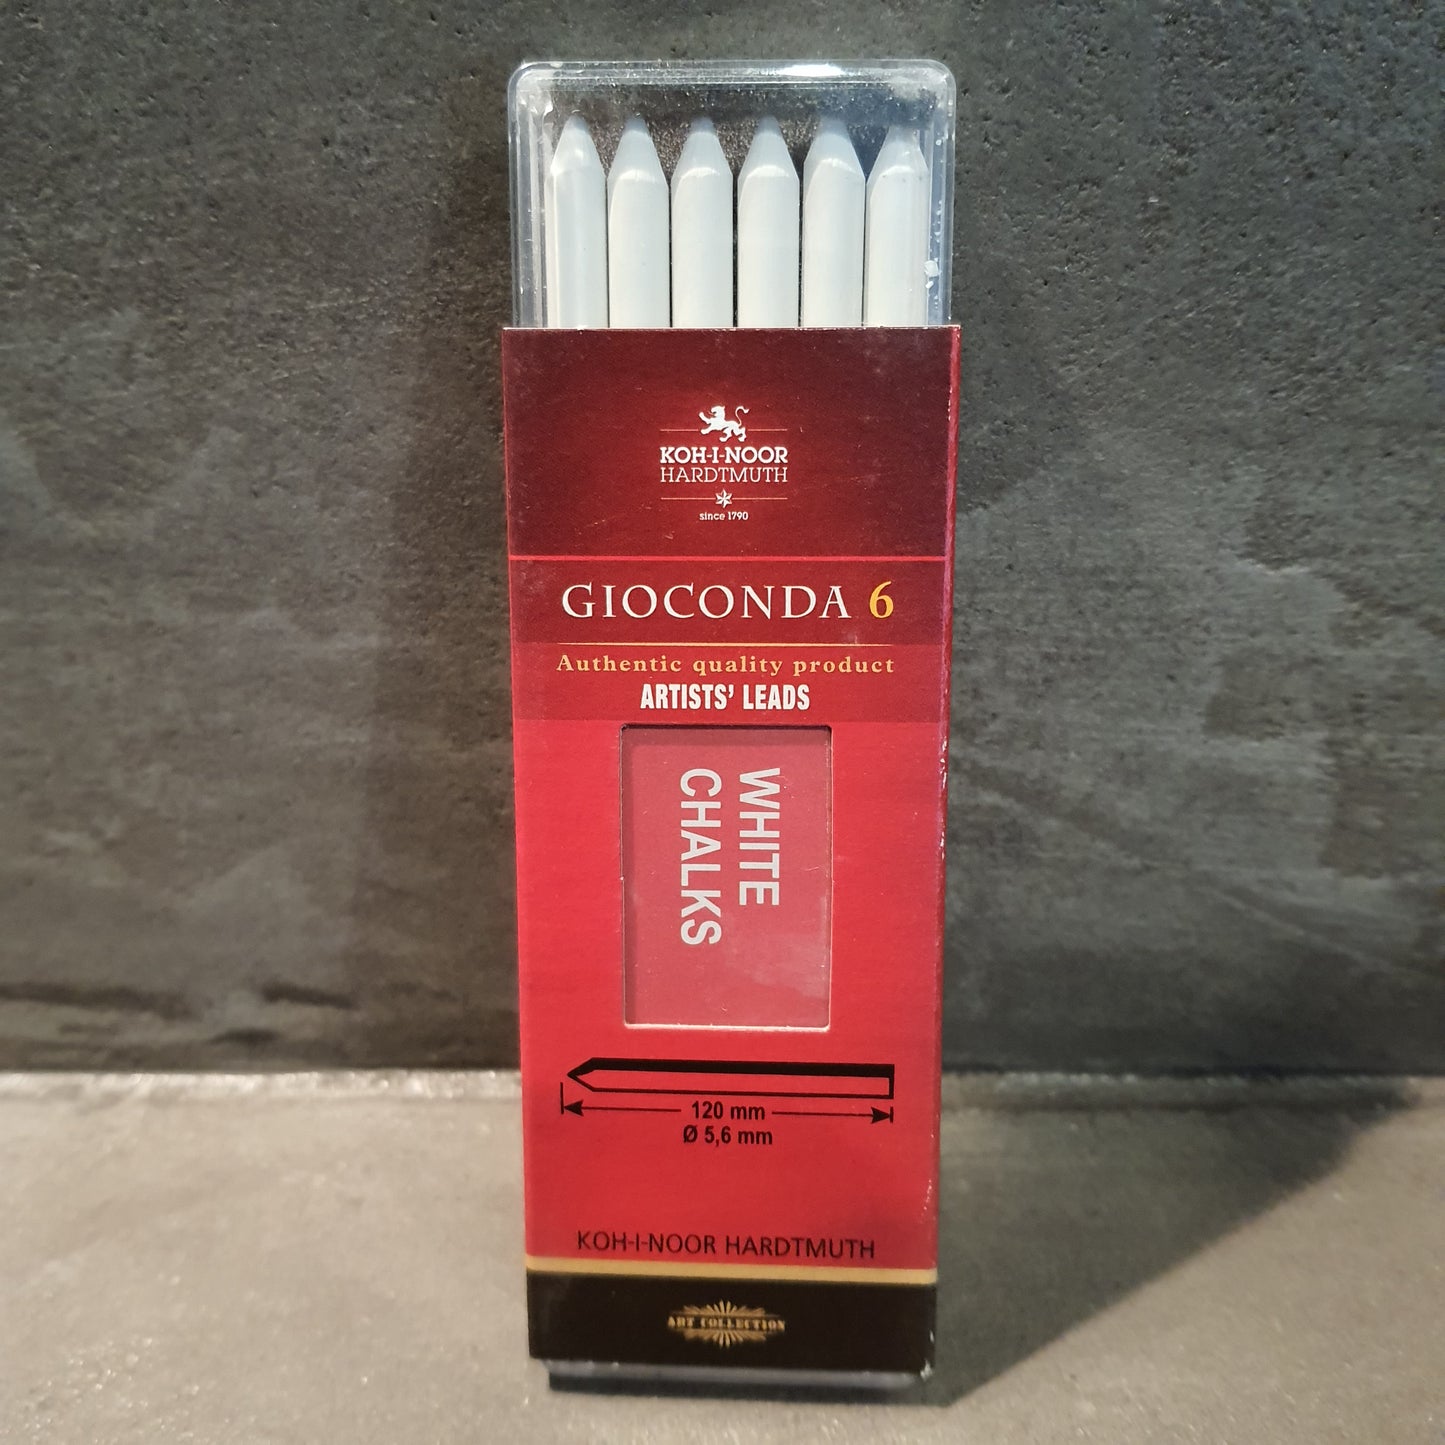 KOH-I-NOOR
HARDTMUTH
since 1790
GIOCONDA 6
Authentic quality product
ARTISTS’ LEADS
WHITE
CHALKS
120 mm
Ø 5,6 mm
KOH-I-NOOR HARDTMUTH
ART COLLECTION